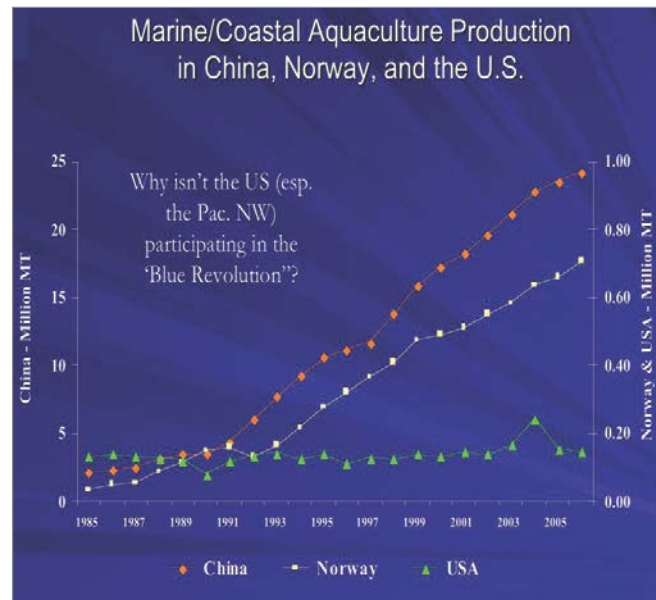 Marine/Coastal Aquaculture Production
in China, Norway, and the U.S.
25
20
15
10
5
0
China - Million MT
Why isn't the US (esp.
the Pac. NW)
participating in the
'Blue Revolution"?
1.00
0.80
0.60
0.40
0.20
0.00
Norway & USA - Million MT
1985 1987 1989 1991 1993 1995 1997 1999 2001 2003 2005
China Norway USA